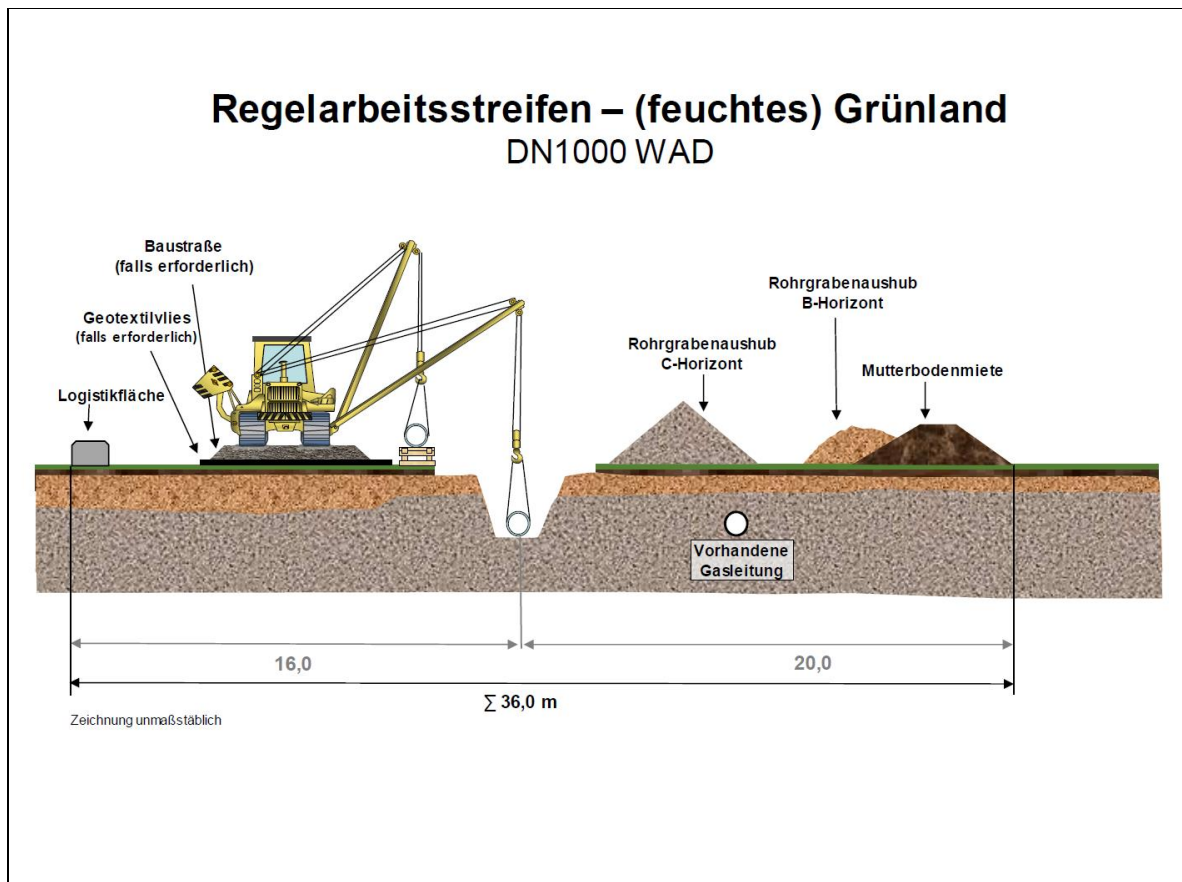 Regelarbeitsstreifen – (feuchtes) Grünland
DN1000 WAD
Baustraße
(falls erforderlich)
Geotextilvlies
(falls erforderlich)
Logistikfläche
Rohrgrabenaushub
C-Horizont
Rohrgrabenaushub
B-Horizont
Mutterbodenmiete
Vorhandene
Gasleitung
16,0
20,0
∑ 36,0 m
Zeichnung unmaßstäblich